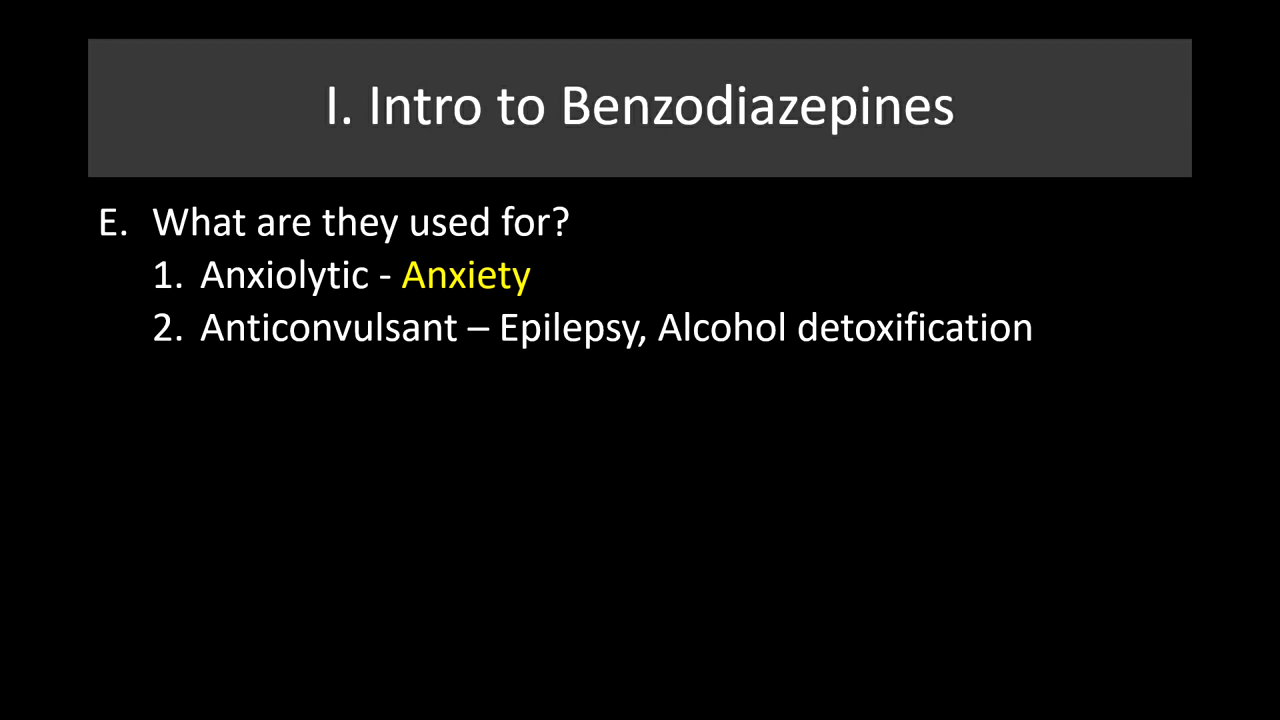 I. Intro to Benzodiazepines
E. What are they used for?
1. Anxiolytic - Anxiety
2. Anticonvulsant – Epilepsy, Alcohol detoxification